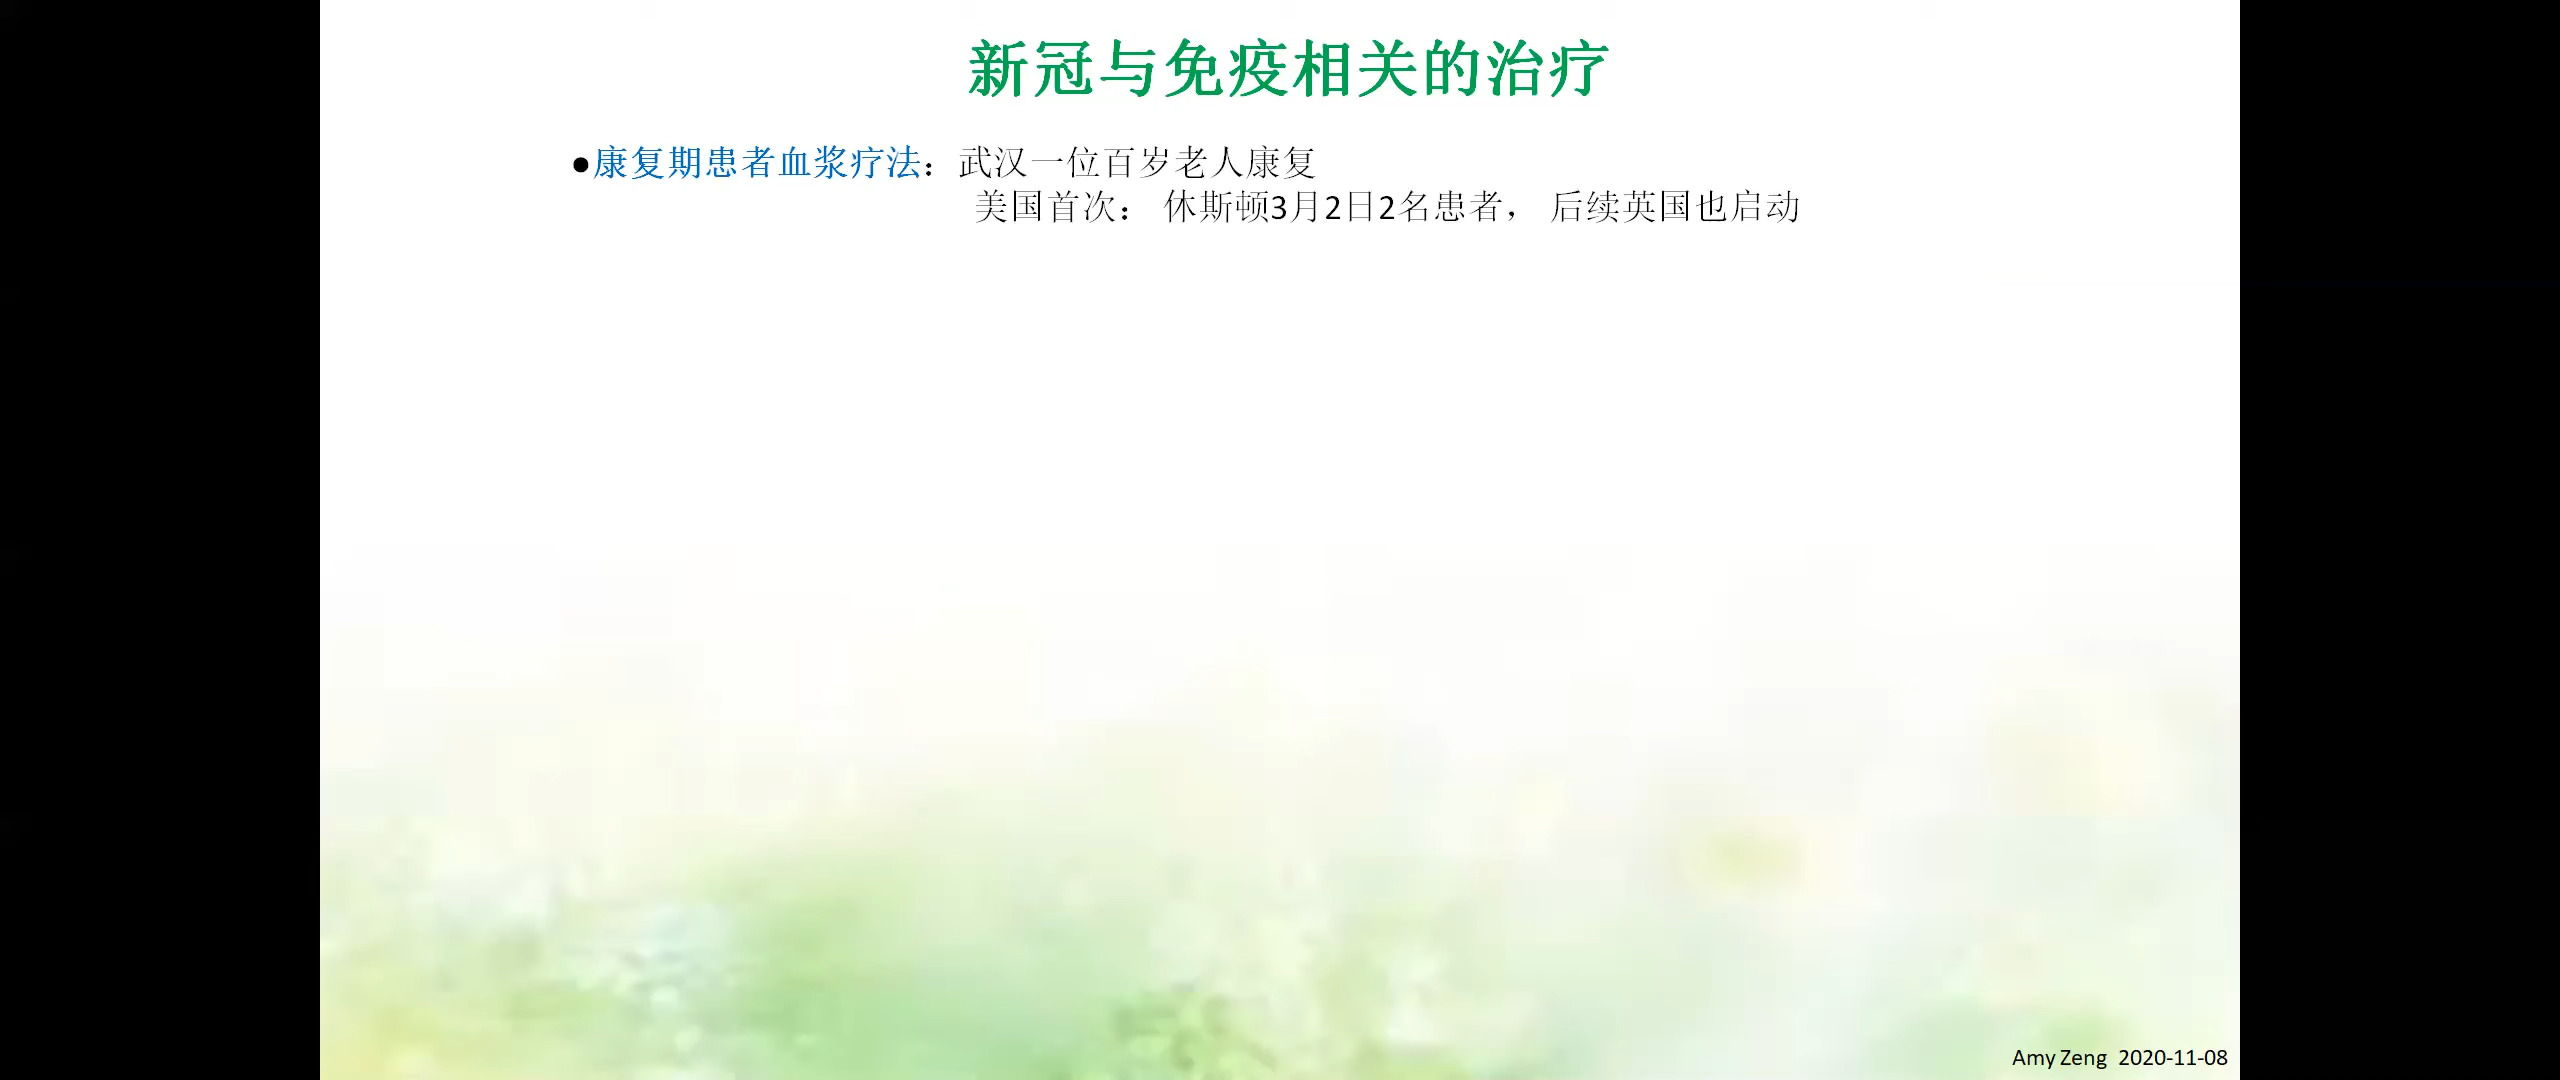 新冠与免疫相关的治疗
●康复期患者血浆疗法：武汉一位百岁老人康复
美国首次： 休斯顿3月2日2名患者， 后续英国也启动
Amy Zeng 2020-11-08